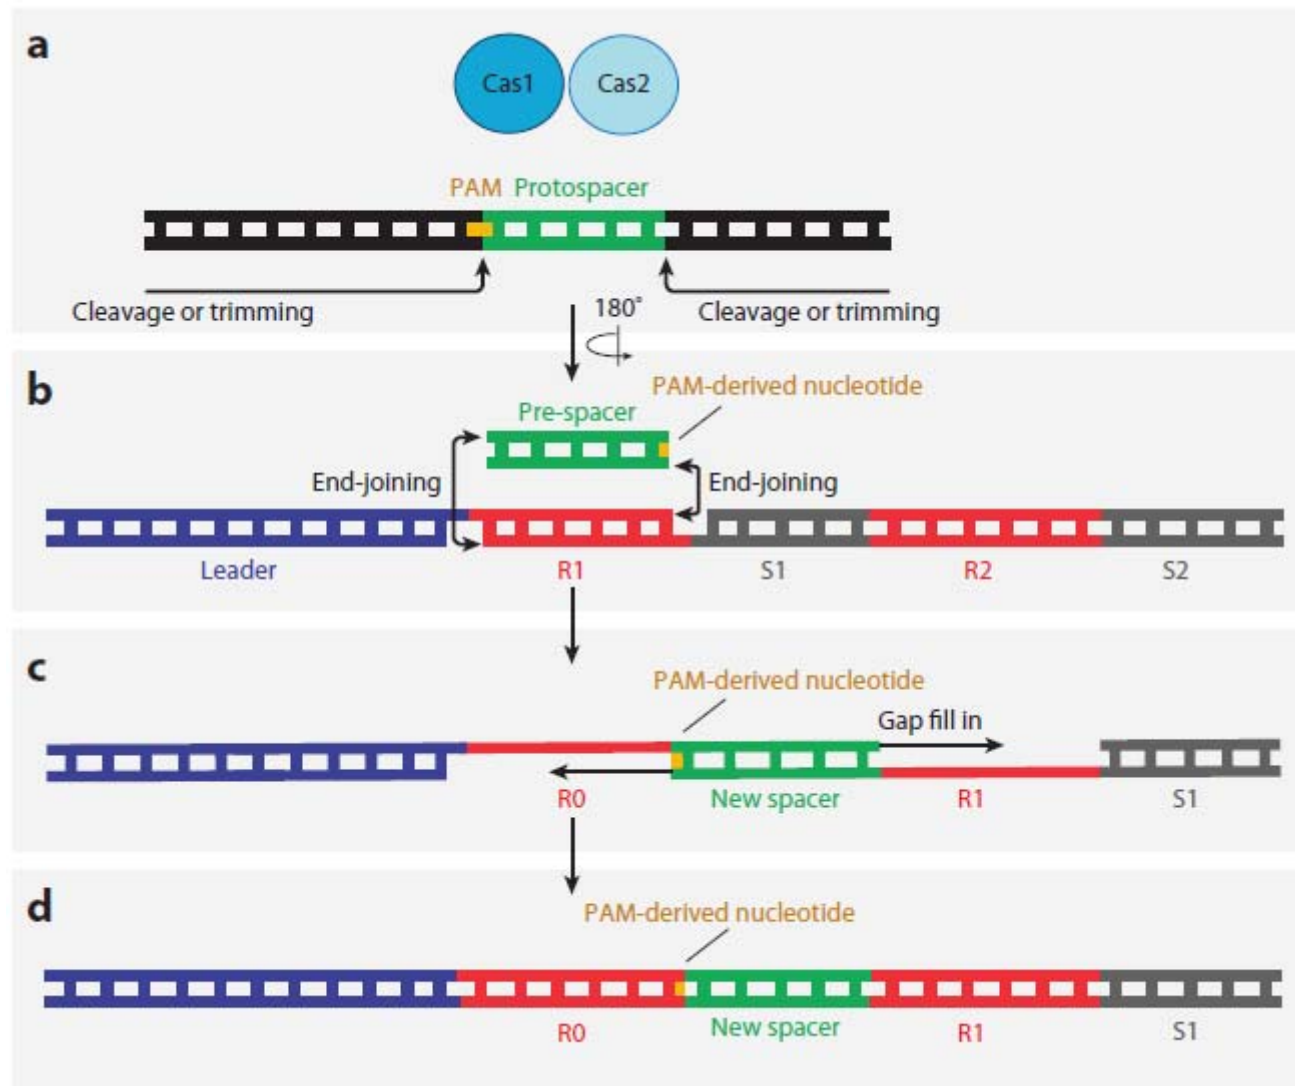 a
Cas1 Cas2
PAM Protospacer
Cleavage or trimming 180° Cleavage or trimming
b
PAM-derived nucleotide
Pre-spacer
End-joining End-joining
Leader R1 S1 R2 S2
c
PAM-derived nucleotide
Gap fill in
R0 New spacer R1 S1
d
PAM-derived nucleotide
R0 New spacer R1 S1